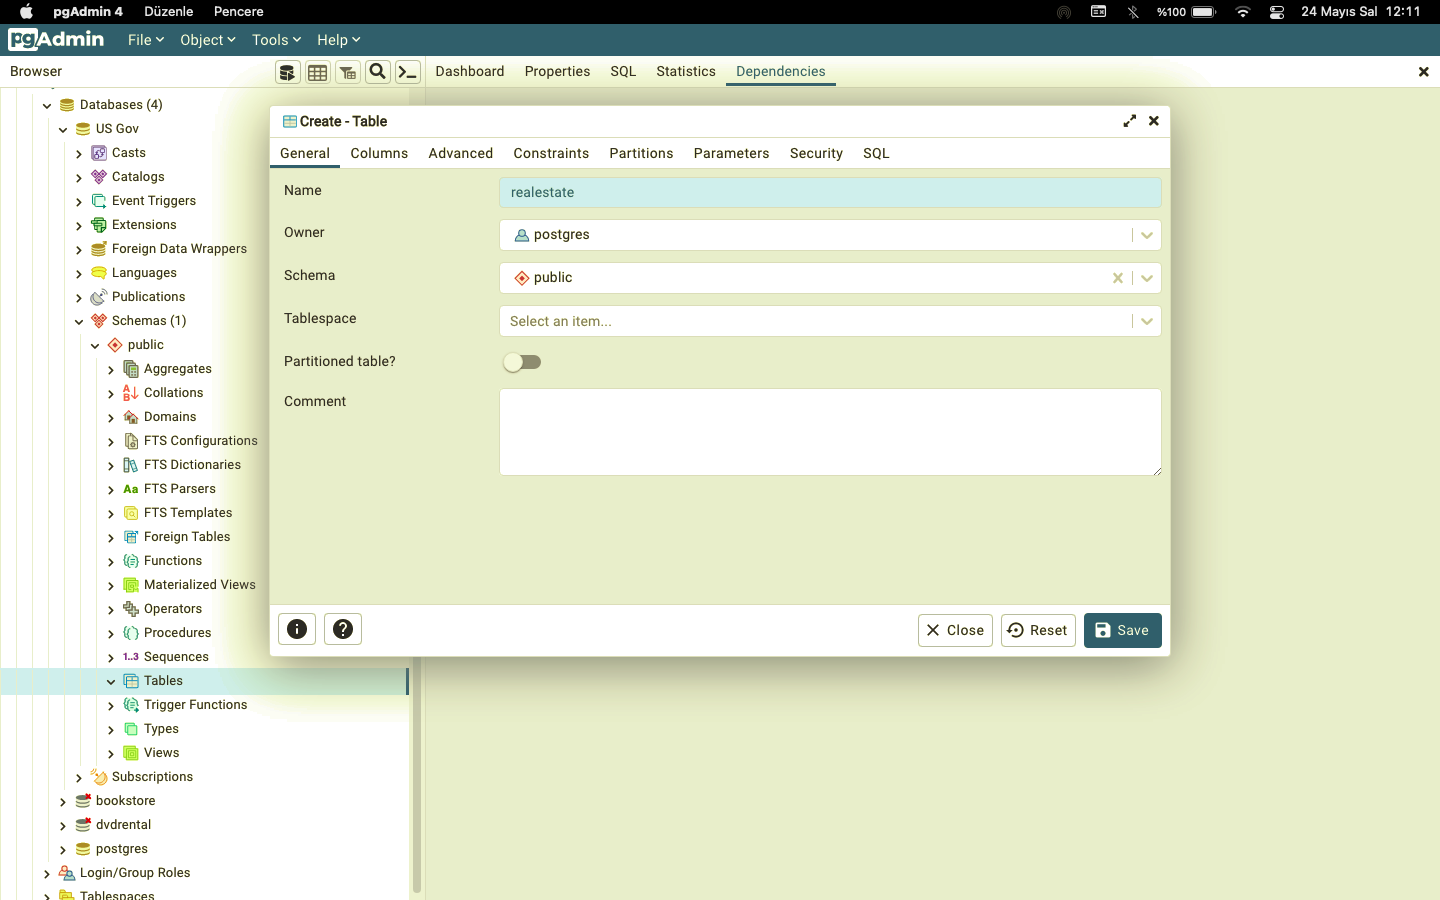 pgAdmin 4 Düzenle Pencere %100 24 Mayıs Sal 12:11
pgAdmin File Object Tools Help
Browser Dashboard Properties SQL Statistics Dependencies
Databases (4)
US Gov
Casts
Catalogs
Event Triggers
Extensions
Foreign Data Wrappers
Languages
Publications
Schemas (1)
public
Aggregates
Collations
Domains
FTS Configurations
FTS Dictionaries
Aa FTS Parsers
FTS Templates
Foreign Tables
Functions
Materialized Views
Operators
Procedures
1..3 Sequences
Tables
Trigger Functions
Types
Views
Subscriptions
bookstore
dvdrental
postgres
Login/Group Roles
Tablespaces
Create - Table
General Columns Advanced Constraints Partitions Parameters Security SQL
Name realestate
Owner postgres
Schema public
Tablespace Select an item...
Partitioned table?
Comment
Close Reset Save